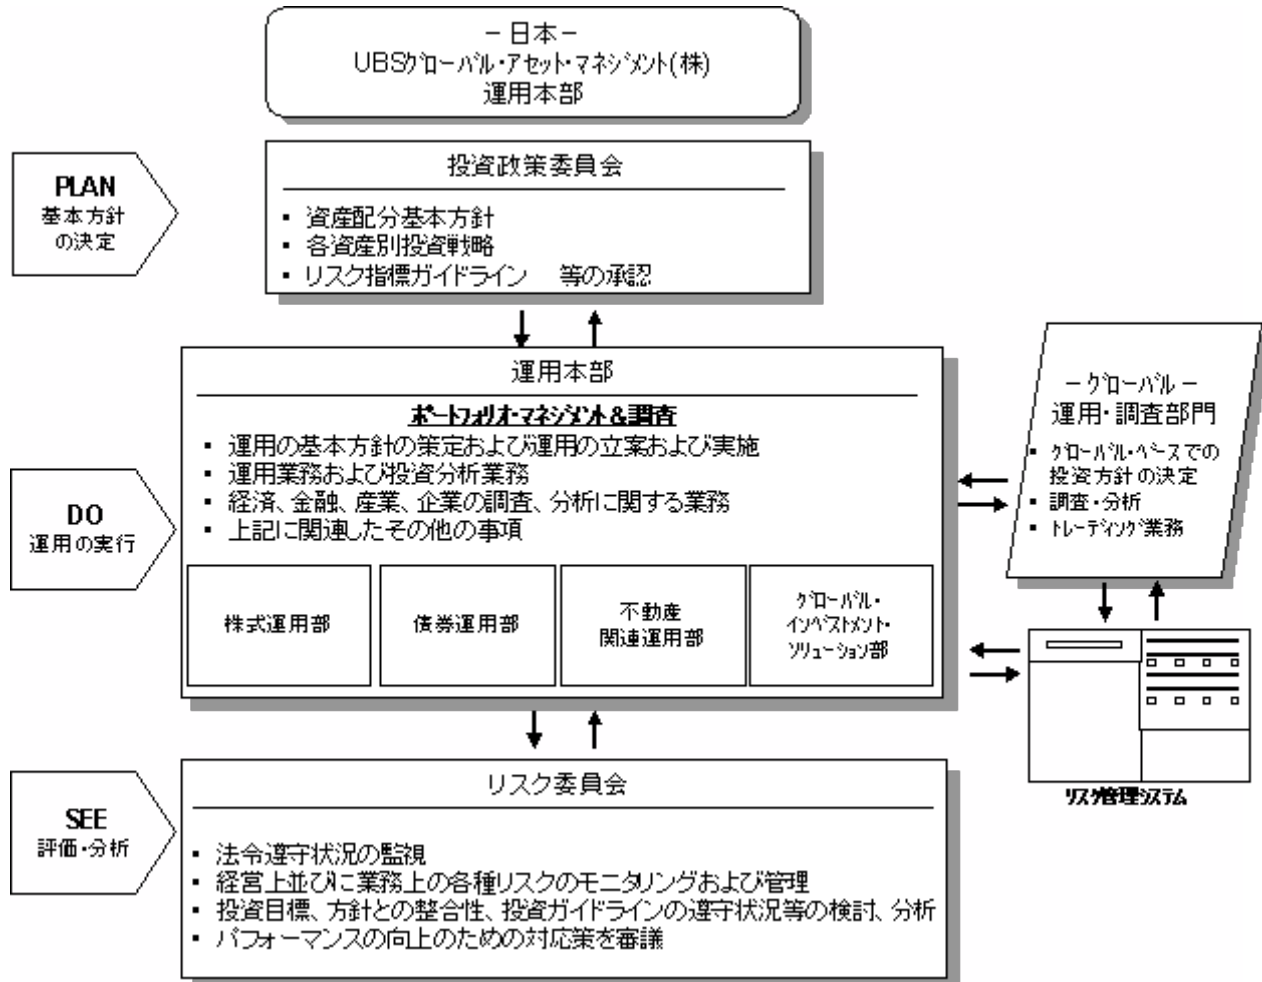 －日本－
UBSｸﾞﾛｰﾊﾞﾙ・ｱｾｯﾄ・ﾏﾈｼﾞﾒﾝﾄ(株)
運用本部
PLAN
基本方針
の決定
投資政策委員会
▪ 資産配分基本方針
▪ 各資産別投資戦略
▪ リスク指標ガイドライン　等の承認
DO
運用の実行
運用本部
ﾎﾟｰﾄﾌｫﾘｵ・ﾏﾈｼﾞﾒﾝﾄ＆調査
▪ 運用の基本方針の策定および運用の立案および実施
▪ 運用業務および投資分析業務
▪ 経済、金融、産業、企業の調査、分析に関する業務
▪ 上記に関連したその他の事項
株式運用部
債券運用部
不動産
関連運用部
ｸﾞﾛｰﾊﾞﾙ・
ｲﾝﾍﾞｽﾄﾒﾝﾄ・
ｿﾘｭｰｼｮﾝ部
－ｸﾞﾛｰﾊﾞﾙ－
運用・調査部門
▪ ｸﾞﾛｰﾊﾞﾙ・ﾍﾞｰｽでの
投資方針の決定
▪ 調査・分析
▪ ﾄﾚｰﾃﾞｨﾝｸﾞ業務
ﾘｽｸ管理ｼｽﾃﾑ
SEE
評価・分析
リスク委員会
▪ 法令遵守状況の監視
▪ 経営上並びに業務上の各種リスクのモニタリングおよび管理
▪ 投資目標、方針との整合性、投資ガイドラインの遵守状況等の検討、分析
▪ パフォーマンスの向上のための対応策を審議